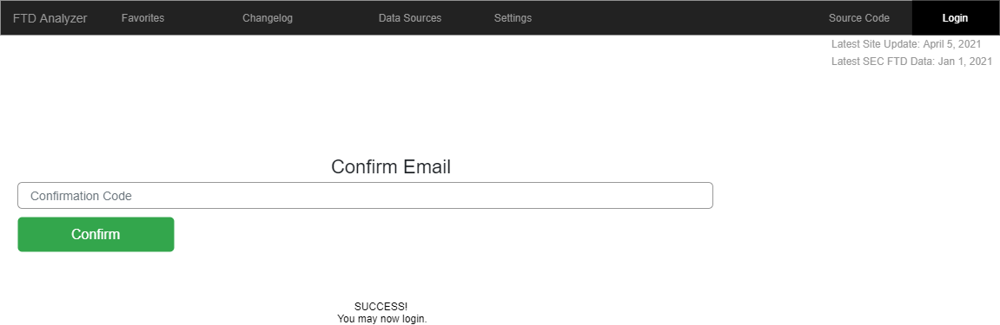 FTD Analyzer Favorites Changelog Data Sources Settings Source Code Login
Latest Site Update: April 5, 2021
Latest SEC FTD Data: Jan 1, 2021
Confirm Email
Confirmation Code
Confirm
SUCCESS!
You may now login.